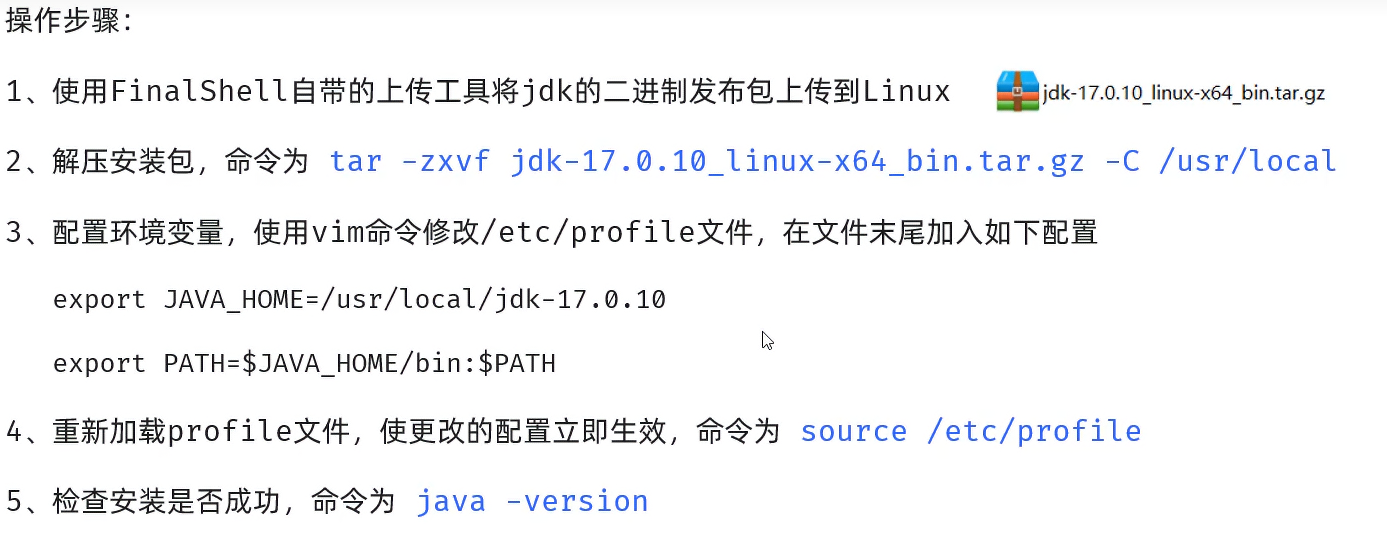 操作步骤：
1、使用FinalShell自带的上传工具将jdk的二进制发布包上传到Linux jdk-17.0.10_linux-x64_bin.tar.gz
2、解压安装包，命令为 tar -zxvf jdk-17.0.10_linux-x64_bin.tar.gz -C /usr/local
3、配置环境变量，使用vim命令修改/etc/profile文件，在文件末尾加入如下配置
export JAVA_HOME=/usr/local/jdk-17.0.10
export PATH=$JAVA_HOME/bin:$PATH
4、重新加载profile文件，使更改的配置立即生效，命令为 source /etc/profile
5、检查安装是否成功，命令为 java -version